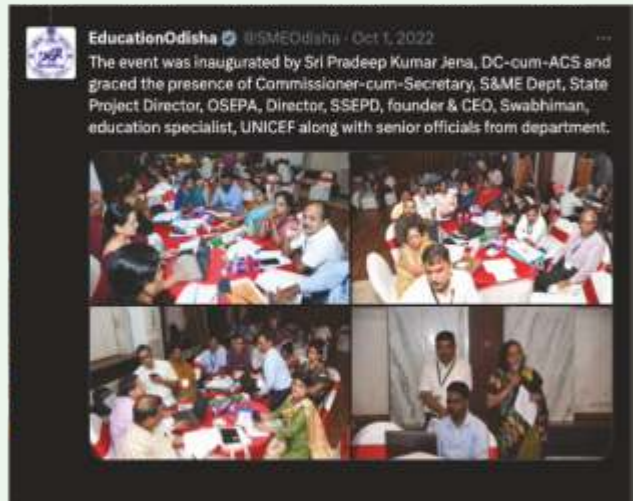 EducationOdisha @SMEOdisha · Oct 1, 2022
The event was inaugurated by Sri Pradeep Kumar Jena, DC-cum-ACS and
graced the presence of Commissioner-cum-Secretary, S&ME Dept, State
Project Director, OSEPA, Director, SSEPD, founder & CEO, Swabhiman,
education specialist, UNICEF along with senior officials from department.